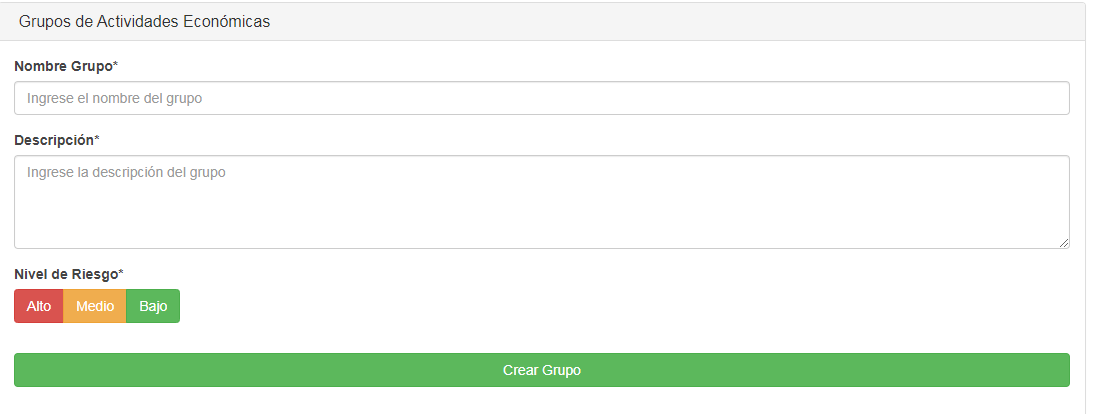 Grupos de Actividades Económicas
Nombre Grupo*
Ingrese el nombre del grupo
Descripción*
Ingrese la descripción del grupo
Nivel de Riesgo*
Alto Medio Bajo
Crear Grupo